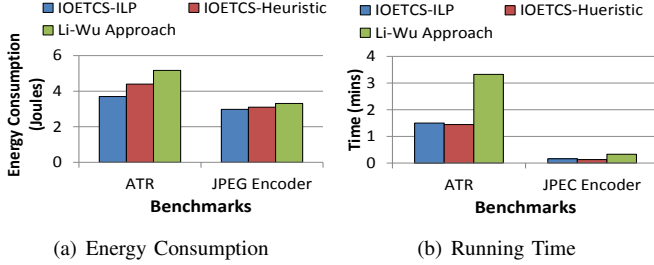 IOETCS-ILP IOETCS-Heuristic
Li-Wu Approach
Energy Consumption
(Joules)
6
4
2
0
ATR JPEG Encoder
Benchmarks
(a) Energy Consumption
IOETCS-ILP IOETCS-Hueristic
Li-Wu Approach
Time (mins)
4
3
2
1
0
ATR JPEC Encoder
Benchmarks
(b) Running Time